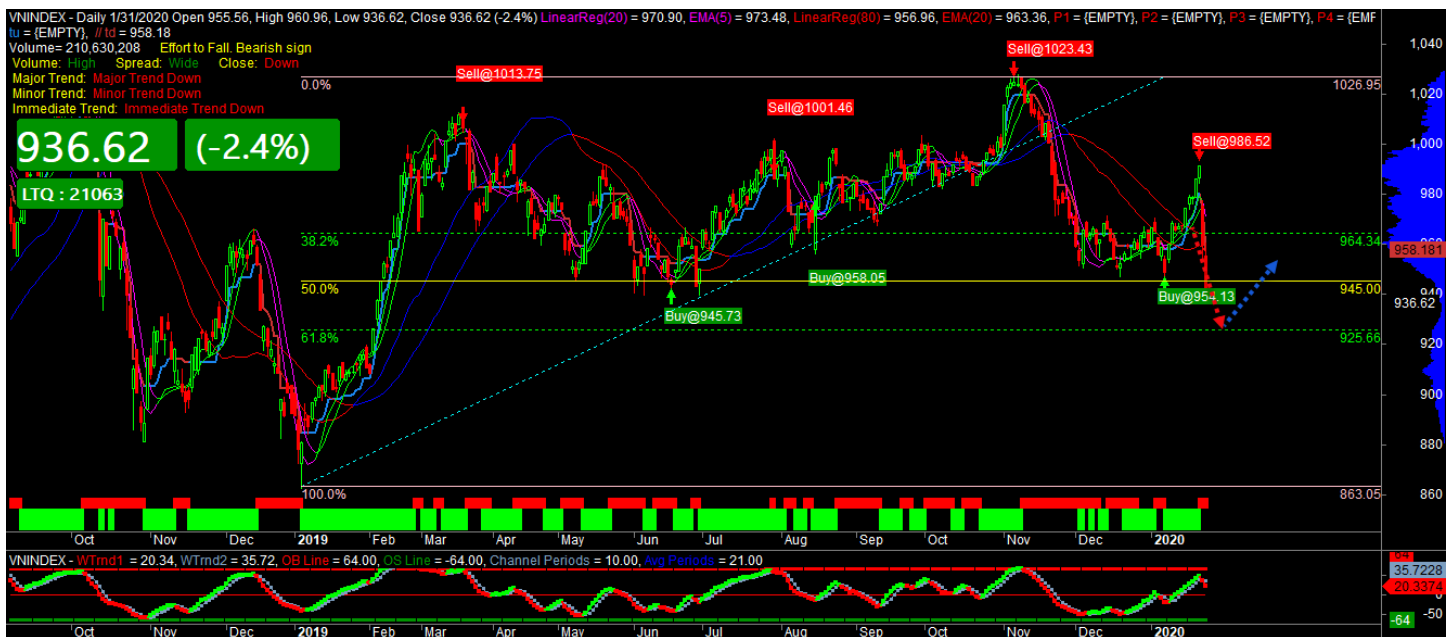 VNINDEX - Daily 1/31/2020 Open 955.56, High 960.96, Low 936.62, Close 936.62 (-2.4%) LinearReg(20) = 970.90, EMA(5) = 973.48, LinearReg(80) = 956.96, EMA(20) = 963.36, P1 = {EMPTY}, P2 = {EMPTY}, P3 = {EMPTY}, P4 = {EMF
tu = {EMPTY}, // td = 958.18
Volume= 210,630,208 Effort to Fall. Bearish sign
Volume: High Spread: Wide Close: Down
Major Trend: Major Trend Down
Minor Trend: Minor Trend Down
Immediate Trend: Immediate Trend Down
936.62 (-2.4%)
LTQ : 21063
1,040
Sell@1023.43
Sell@1013.75
0.0%
1026.95
1,020
Sell@1001.46
1,000
Sell@986.52
980
38.2%
964.34
958.181
50.0%
945.00
Buy@958.05
Buy@954.13
940
936.62
Buy@945.73
61.8%
925.66
920
900
880
100.0%
863.05
860
Oct Nov Dec 2019 Feb Mar Apr May Jun Jul Aug Sep Oct Nov Dec 2020
VNINDEX - WTrnd1 = 20.34, WTrnd2 = 35.72, OB Line = 64.00, OS Line = -64.00, Channel Periods = 10.00, Avg Periods = 21.00
64
35.7228
20.3374
0
-50
-64
Oct Nov Dec 2019 Feb Mar Apr May Jun Jul Aug Sep Oct Nov Dec 2020